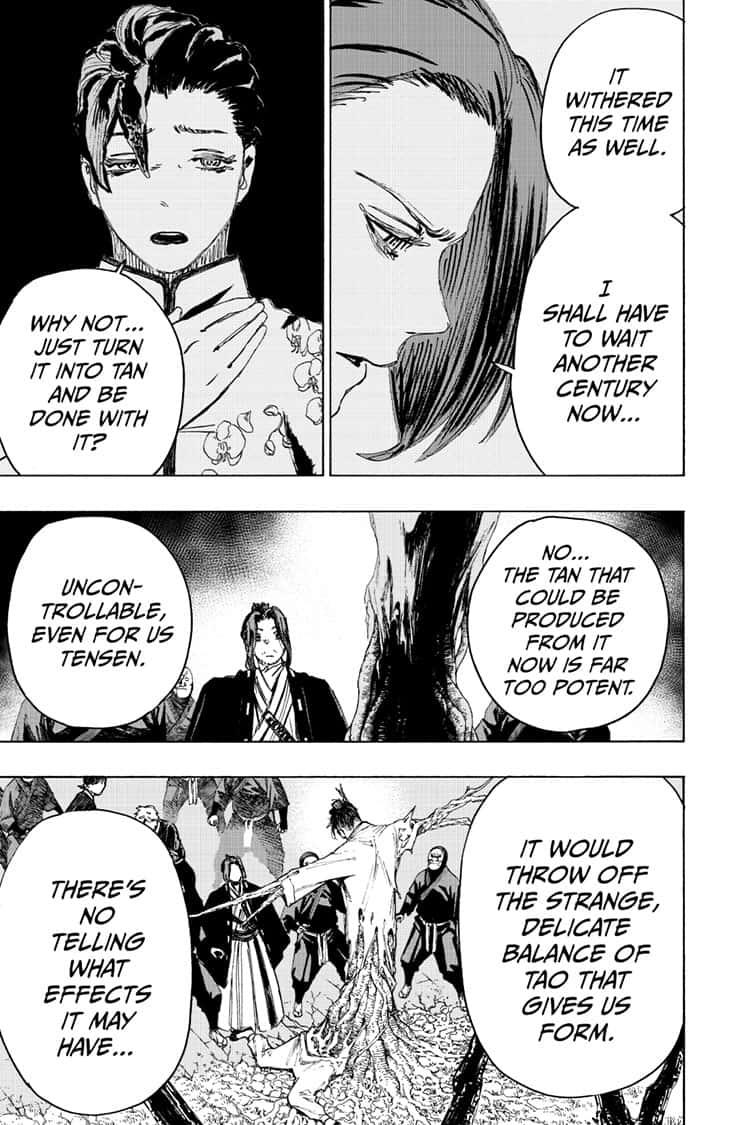 IT
WITHERED
THIS TIME
AS WELL.
I
SHALL HAVE
TO WAIT
ANOTHER
CENTURY
NOW...
WHY NOT...
JUST TURN
IT INTO TAN
AND BE
DONE WITH
IT?
NO...
THE TAN THAT
COULD BE
PRODUCED
FROM IT
NOW IS FAR
TOO POTENT.
UNCON-
TROLLABLE,
EVEN FOR US
TENSEN.
IT WOULD
THROW OFF
THE STRANGE,
DELICATE
BALANCE OF
TAO THAT
GIVES US
FORM.
THERE'S
NO
TELLING
WHAT
EFFECTS
IT MAY
HAVE...